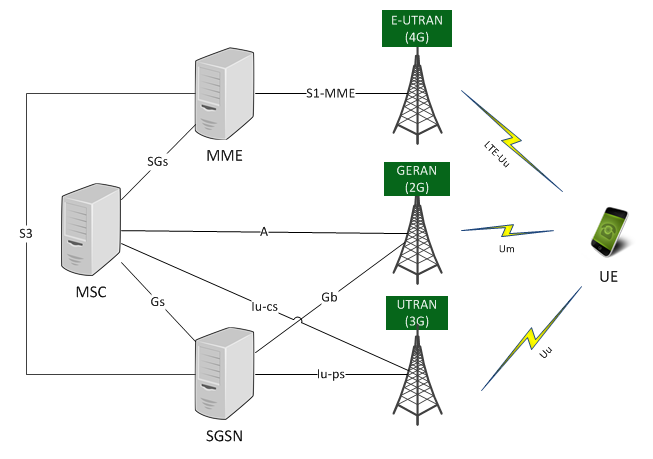 E-UTRAN
(4G)
S1-MME
MME
LTE-Uu
SGs
GERAN
(2G)
MSC
S3
A
Um
UE
Gs
Iu-cs
Gb
UTRAN
(3G)
Uu
Iu-ps
SGSN